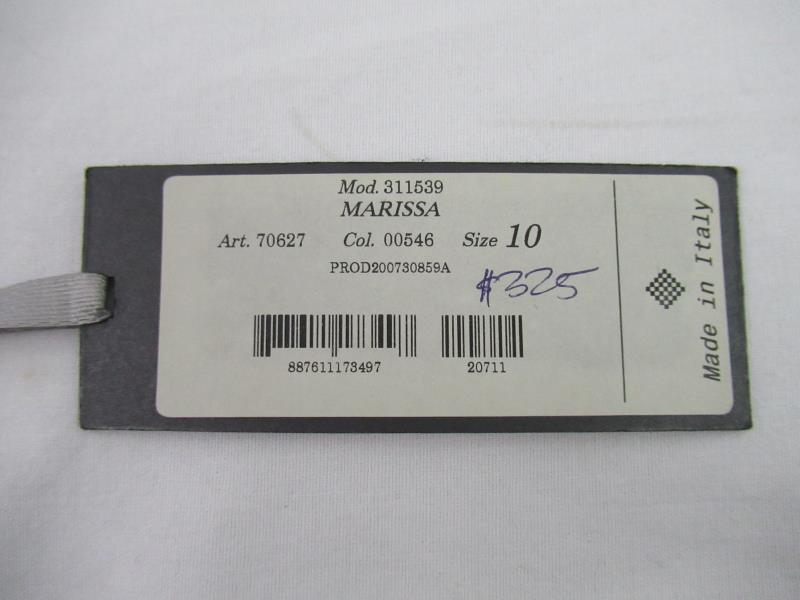 Mod. 311539
MARISSA
Art. 70627 Col. 00546 Size 10
PROD200730859A
$325
887611173497 20711
Made in Italy